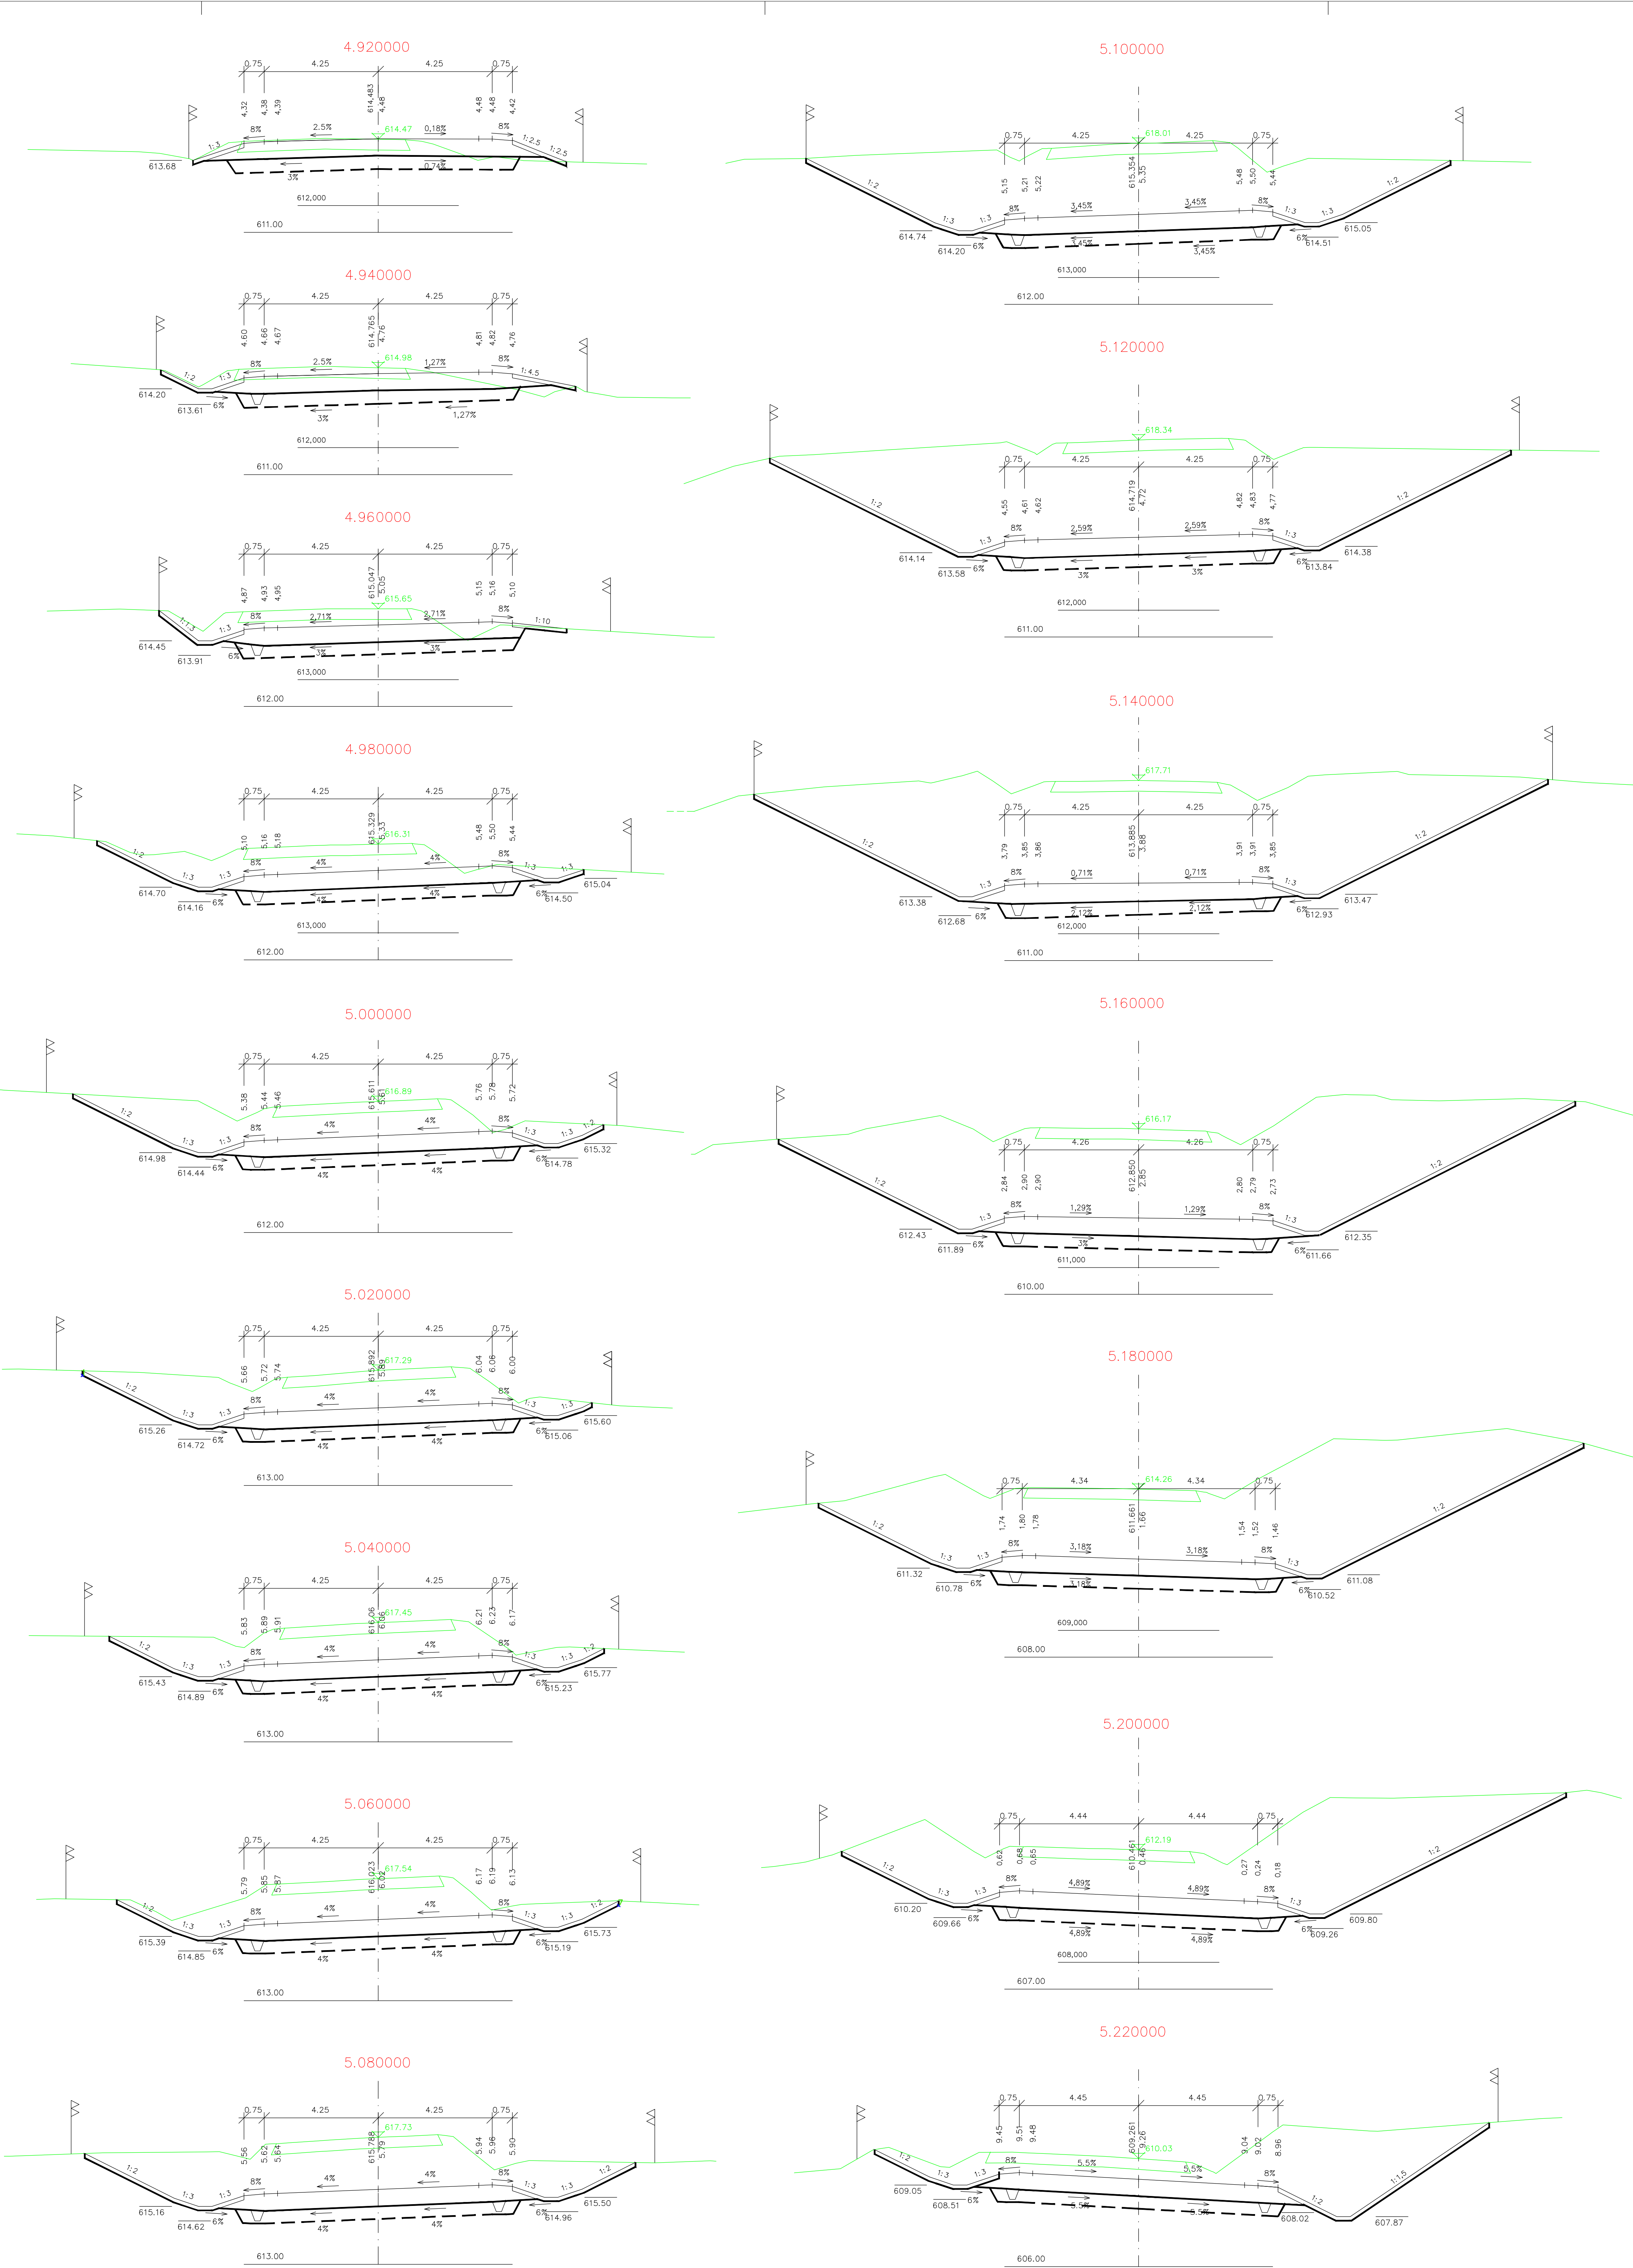 4.920000
0.75 4.25 4.25 0.75
4,32 4,38 4,39 614,483 4,48 4,48 4,48 4,42
614.47
1:3 8% 2.5% 0,18% 8% 1:2.5 1:2.5
613.68
3% 0.74%
612,000
611.00
4.940000
0.75 4.25 4.25 0.75
4.60 4.66 4.67 614.765 4.76 4,81 4,82 4,76
614.98
1:2 1:3 8% 2.5% 1,27% 8% 1:4.5
614.20
613.61 6% 3% 1,27%
612,000
611.00
4.960000
0.75 4.25 4.25 0.75
4,87 4,93 4,95 615.047 5.05 5,15 5,16 5,10
615.65
1:1.3 1:3 8% 2,71% 2,71% 8% 1:10
614.45
613.91 6% 3% 3%
613,000
612.00
4.980000
0.75 4.25 4.25 0.75
5,10 5,16 5,18 615.329 5.33 5,48 5,50 5,44
616,31
1:2 1:3 1:3 8% 4% 4% 8% 1:3 1:3
614.70 615.04
614.16 6% 4% 4% 6% 614.50
613,000
612.00
5.000000
0.75 4.25 4.25 0.75
5.38 5.44 5.46 615.611 5.61 5.76 5.78 5.72
616.89
1:2 1:3 1:3 8% 4% 4% 8% 1:3 1:3 1:2
614.98 615.32
614.44 6% 4% 4% 6% 614.78
612.00
5.020000
0.75 4.25 4.25 0.75
5.66 5.72 5.74 615.892 5.89 6.04 6.06 6.00
617.29
1:2 1:3 1:3 8% 4% 4% 8% 1:3 1:3
615.26 615.60
614.72 6% 4% 4% 6% 615.06
613.00
5.040000
0.75 4.25 4.25 0.75
5.83 5.89 5.91 616.06 6.06 6.21 6.23 6.17
617.45
1:2 1:3 1:3 8% 4% 4% 8% 1:3 1:3 1:2
615.43 615.77
614.89 6% 4% 4% 6% 615.23
613.00
5.060000
0.75 4.25 4.25 0.75
5.79 5.85 5.87 616.023 6.02 6.17 6.19 6.13
617.54
1:2 1:3 1:3 8% 4% 4% 8% 1:3 1:3 1:2
615.39 615.73
614.85 6% 4% 4% 6% 615.19
613.00
5.080000
0.75 4.25 4.25 0.75
5.56 5.62 5.64 615.788 5.79 5.94 5.96 5.90
617.73
1:2 1:3 1:3 8% 4% 4% 8% 1:3 1:3 1:2
615.16 615.50
614.62 6% 4% 4% 6% 614.96
613.00
5.100000
618.01
0.75 4.25 4.25 0.75
5,15 5,21 5,22 615.354 5.35 5,48 5,50 5,44
1:2 1:3 1:3 8% 3,45% 3,45% 8% 1:3 1:3 1:2
614.74 615.05
614.20 6% 3,45% 3,45% 6% 614.51
613,000
612.00
5.120000
618.34
0.75 4.25 4.25 0.75
4,55 4,61 4,62 614,719 4,72 4,82 4,83 4,77
1:2 1:3 8% 2,59% 2,59% 8% 1:3 1:2
614.14 614.38
613.58 6% 3% 3% 6% 613.84
612,000
611.00
5.140000
617.71
0.75 4.25 4.25 0.75
3,79 3,85 3,86 613,885 3,88 3,91 3,91 3,85
1:2 1:3 8% 0,71% 0,71% 8% 1:3 1:2
613.38 613.47
612.68 6% 2,12% 2,12% 6% 612.93
612,000
611.00
5.160000
616,17
0.75 4.26 4.26 0.75
2,84 2,90 2,90 612,850 2,85 2,80 2,79 2,73
1:2 1:3 8% 1,29% 1,29% 8% 1:3 1:2
612.43 612.35
611.89 6% 3% 6% 611.66
611,000
610.00
5.180000
614.26
0.75 4.34 4.34 0.75
1,74 1,80 1,78 611.661 1.66 1,54 1,52 1,46
1:2 1:3 1:3 8% 3,18% 3,18% 8% 1:3 1:2
611.32 611.08
610.78 6% 3,18% 6% 610.52
609,000
608.00
5.200000
0.75 4.44 4.44 0.75
612.19
0,62 0,68 0,65 610.461 0.46 0,27 0,24 0,18
1:2 1:3 1:3 8% 4,89% 4,89% 8% 1:3 1:2
610.20 609.80
609.66 6% 4,89% 4,89% 6% 609.26
608,000
607.00
5.220000
0.75 4.45 4.45 0.75
9.45 9.51 9.48 609.261 9.26 9.04 9.02 8.96
610.03
1:2 1:3 1:3 8% 5.5% 5,5% 8% 1:2 1:1,5
609.05
608.51 6% 5.5% 5.5% 608.02 607.87
606.00